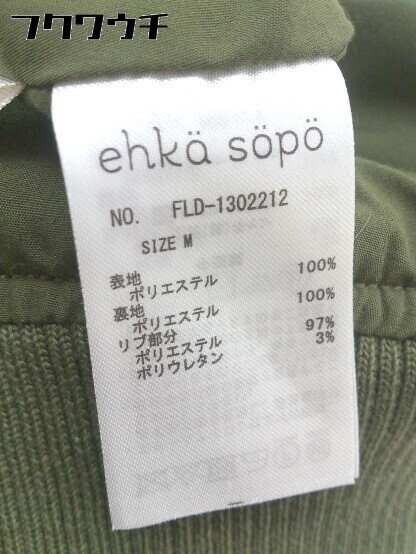 フクワウチ
ehkä söpö
NO. FLD-1302212
SIZE M
表地
ポリエステル 100%
裏地
ポリエステル 100%
リブ部分
ポリエステル 97%
ポリウレタン 3%